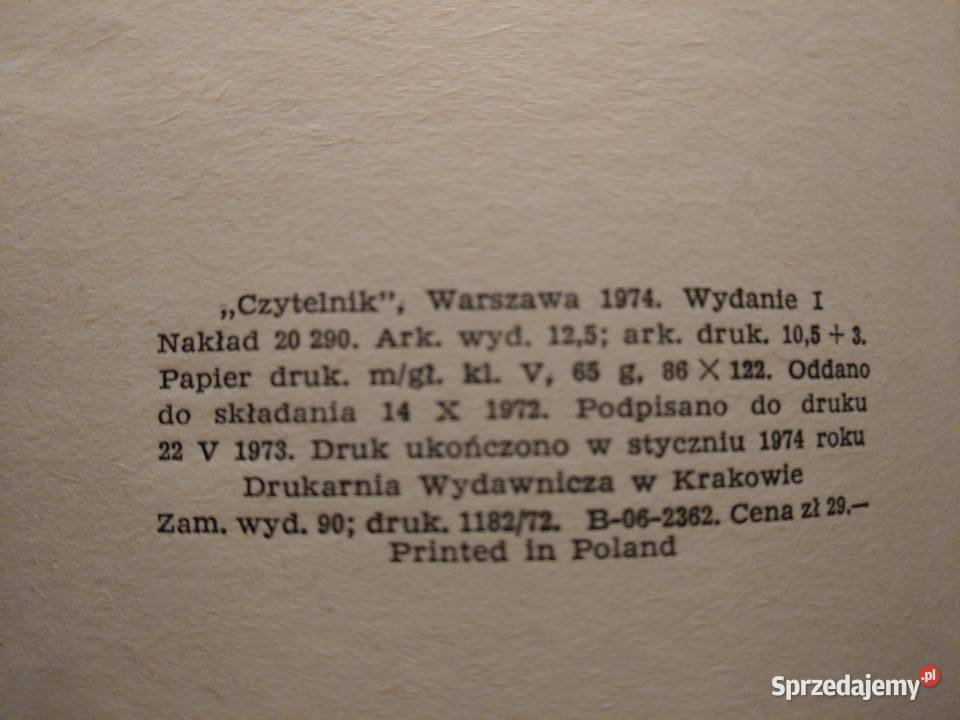 „Czytelnik”, Warszawa 1974. Wydanie I
Nakład 20 290. Ark. wyd. 12,5; ark. druk. 10,5 + 3.
Papier druk. m/gł. kl. V, 65 g. 86 × 122. Oddano
do składania 14 X 1972. Podpisano do druku
22 V 1973. Druk ukończono w styczniu 1974 roku
Drukarnia Wydawnicza w Krakowie
Zam. wyd. 90; druk. 1182/72. B-06-2362. Cena zł 29.—
Printed in Poland
Sprzedajemy.pl